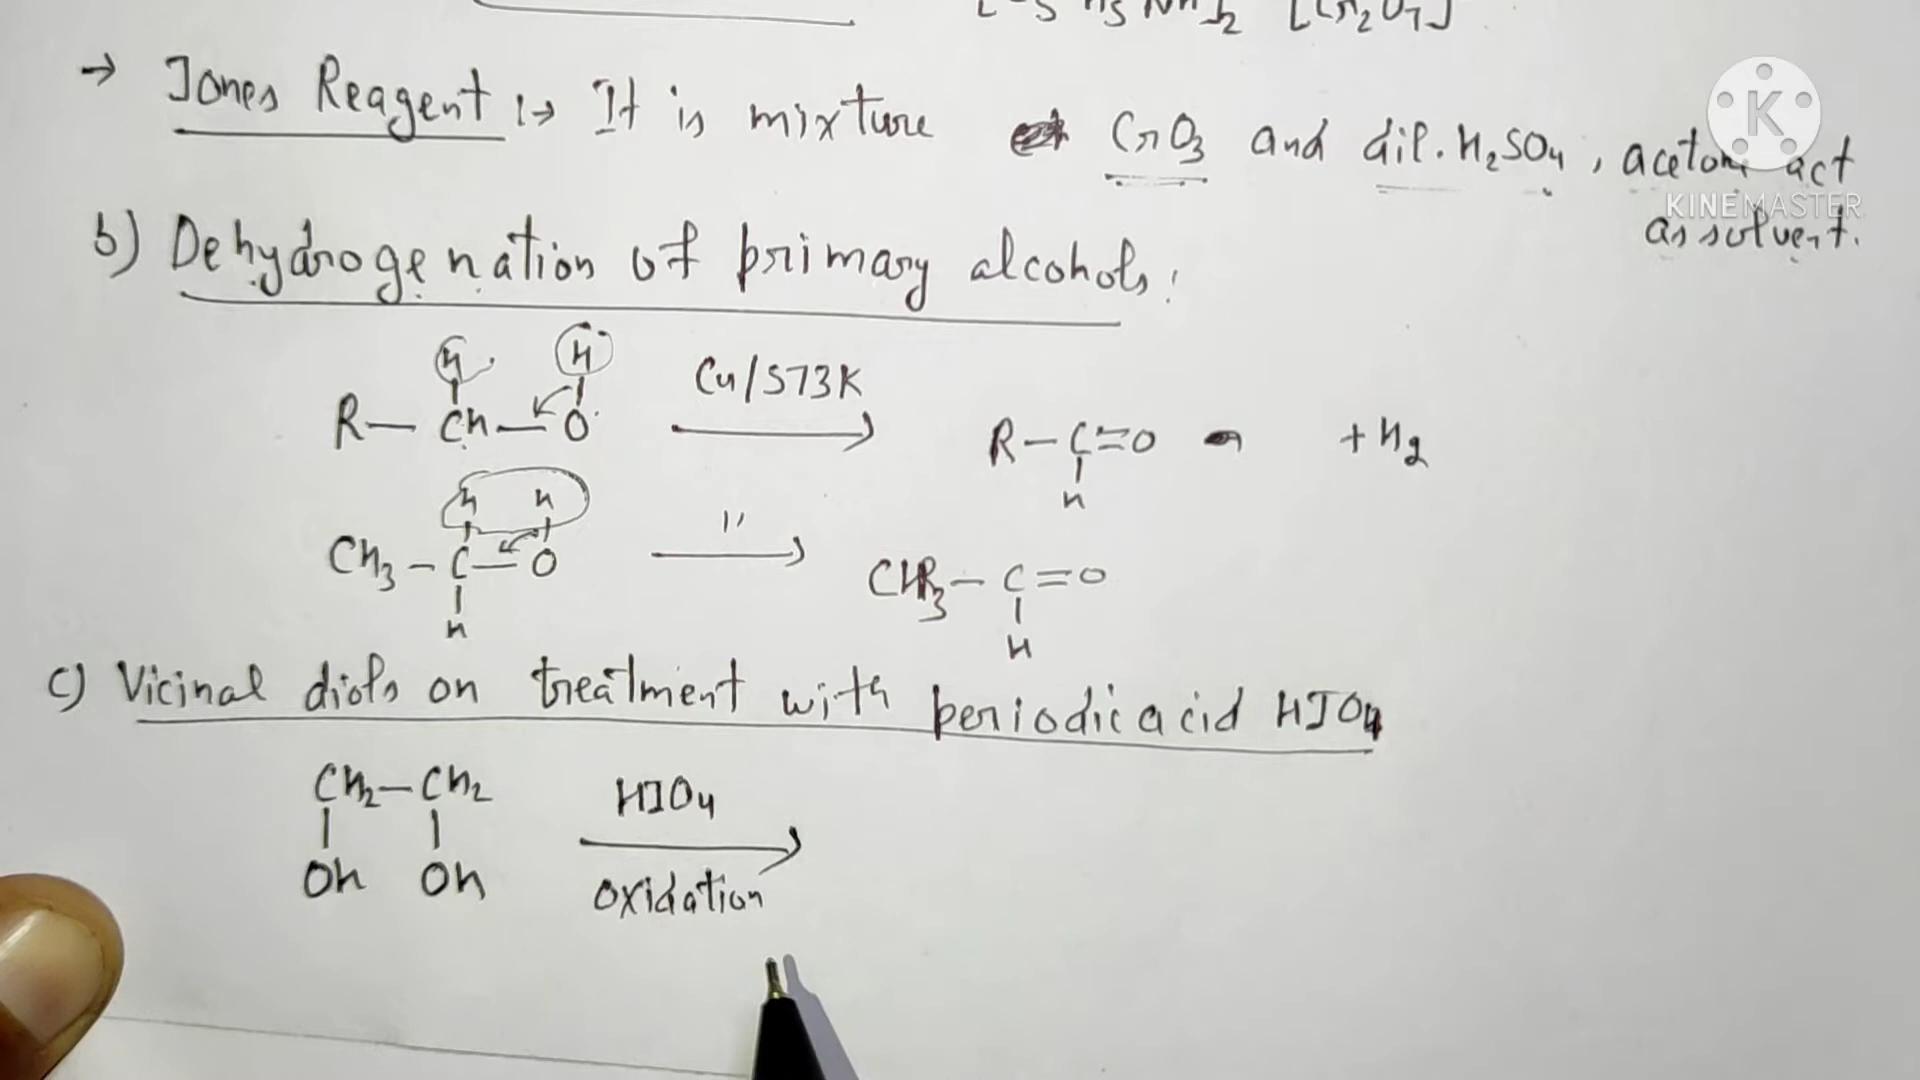 [Cr2O7]
→ Jones Reagent :→ It is mixture CrO3 and dil. H2SO4, acetone act
as solvent.
K
KINEMASTER
b) Dehydrogenation of primary alcohols:
H H
R — CH — O Cu/573K R — C = O + H2
H
H H
CH3 — C — O " CH3 — C = O
H H
c) Vicinal diols on treatment with periodic acid HIO4
CH2 — CH2 HIO4
OH OH oxidation